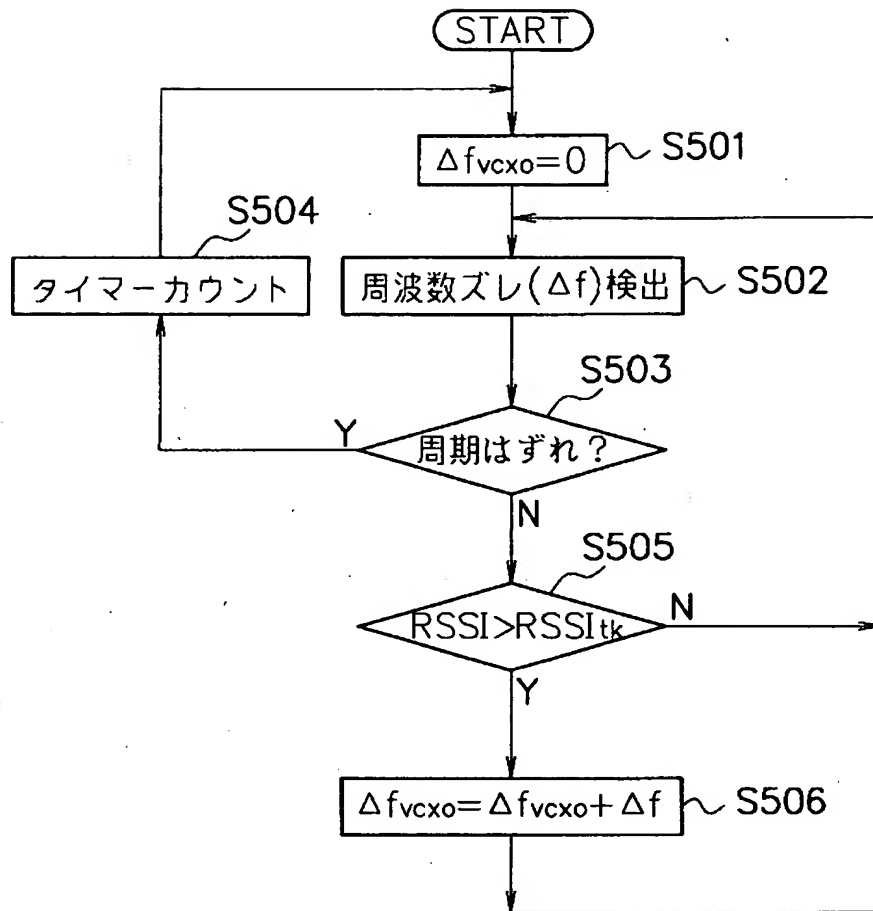 START
Δfvcxo=0
S501
S504
タイマーカウント
周波数ズレ(Δf)検出
S502
S503
Y
周期はずれ?
N
S505
RSSI>RSSItk
N
Y
Δfvcxo=Δfvcxo+Δf
S506